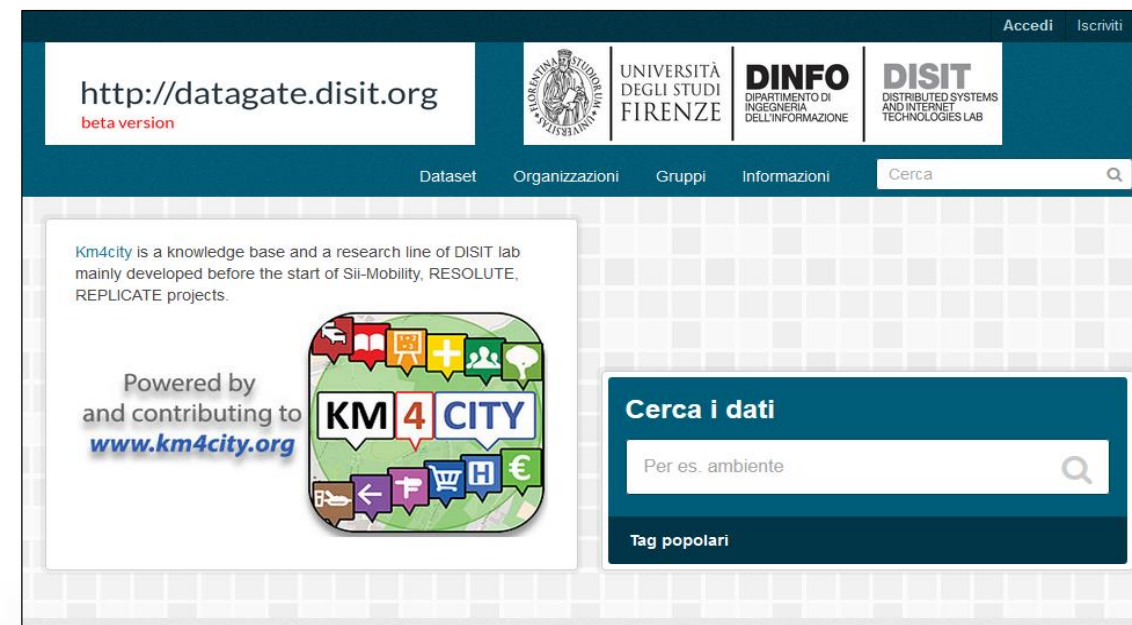 Accedi Iscriviti
http://datagate.disit.org
beta version
FLORENTINA STUDIORUM UNIVERSITAS
UNIVERSITÀ
DEGLI STUDI
FIRENZE
DINFO
DIPARTIMENTO DI
INGEGNERIA
DELL'INFORMAZIONE
DISIT
DISTRIBUTED SYSTEMS
AND INTERNET
TECHNOLOGIES LAB
Dataset Organizzazioni Gruppi Informazioni Cerca
Km4city is a knowledge base and a research line of DISIT lab
mainly developed before the start of Sii-Mobility, RESOLUTE,
REPLICATE projects.
Powered by
and contributing to
www.km4city.org
KM 4 CITY
H €
Cerca i dati
Per es. ambiente
Tag popolari